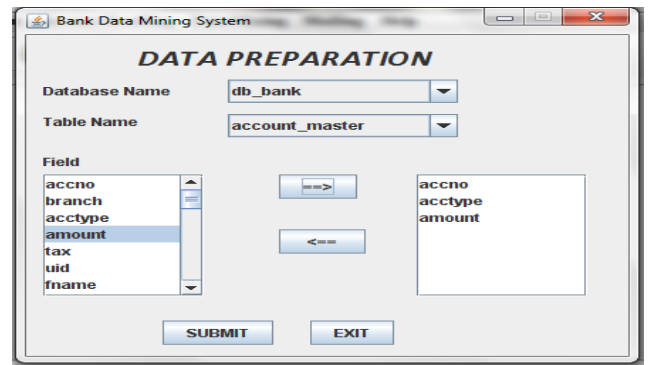 Bank Data Mining System
DATA PREPARATION
Database Name db_bank
Table Name account_master
Field
accno
branch
acctype
amount
tax
uid
fname
==>
<==
accno
acctype
amount
SUBMIT EXIT